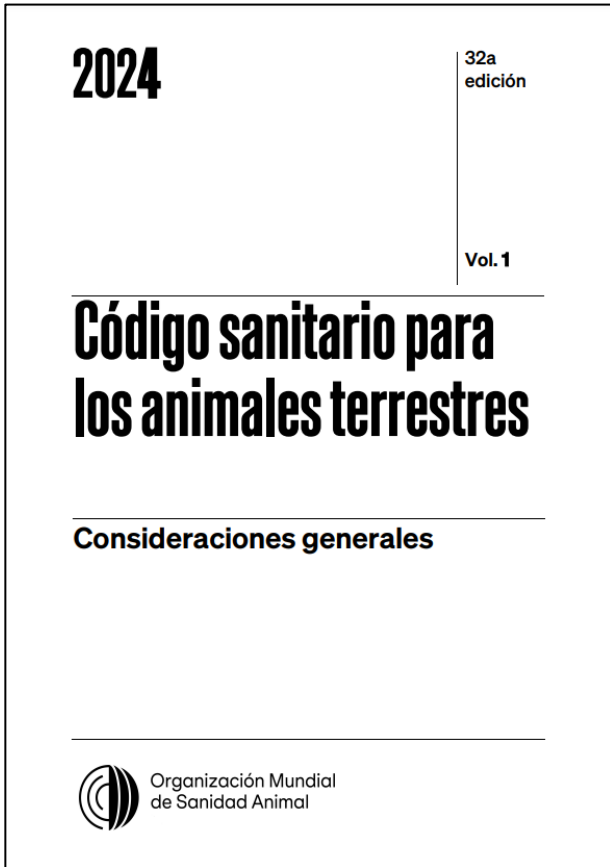 2024
32a
edición
Vol. 1
Código sanitario para
los animales terrestres
Consideraciones generales
Organización Mundial
de Sanidad Animal